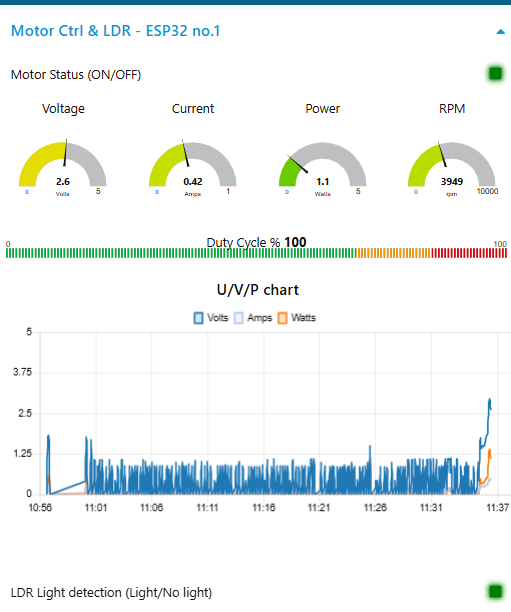 Motor Ctrl & LDR - ESP32 no.1
Motor Status (ON/OFF)
Voltage Current Power RPM
2.6 0.42 1.1 3949
0 Volts 5 0 Amps 1 0 Watts 5 0 rpm 10000
0 Duty Cycle % 100 100
U/V/P chart
Volts Amps Watts
5
3.75
2.5
1.25
0
10:56 11:01 11:06 11:11 11:16 11:21 11:26 11:31 11:37
LDR Light detection (Light/No light)